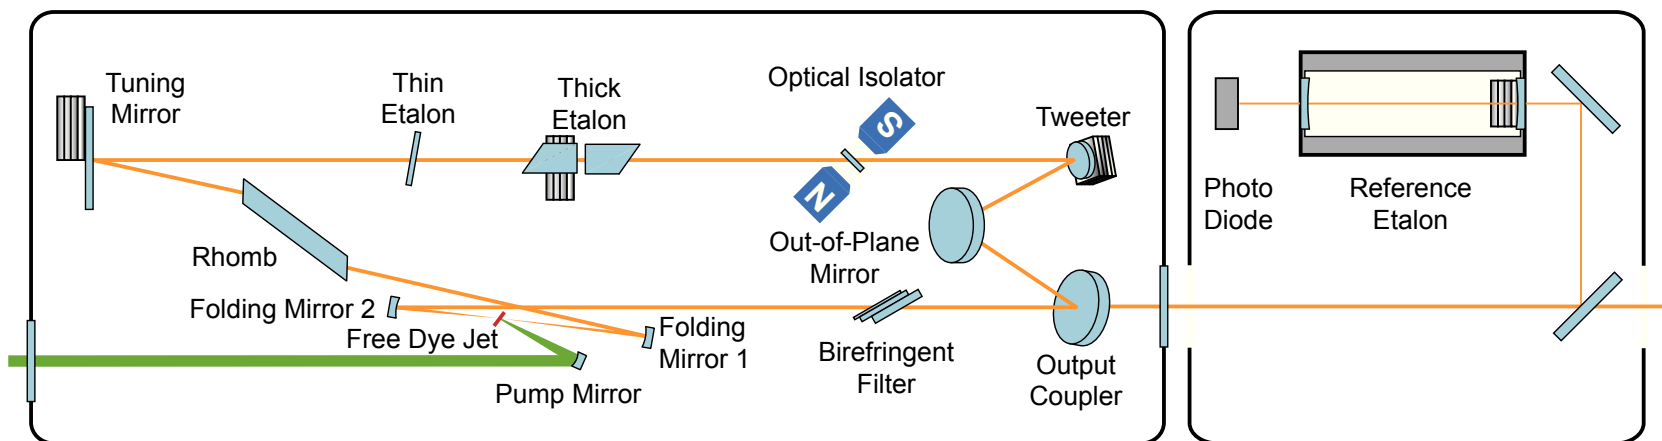 Tuning
Mirror
Thin
Etalon
Thick
Etalon
Optical Isolator
S
N
Tweeter
Out-of-Plane
Mirror
Rhomb
Folding Mirror 2
Free Dye Jet
Folding
Mirror 1
Pump Mirror
Birefringent
Filter
Output
Coupler
Photo
Diode
Reference
Etalon